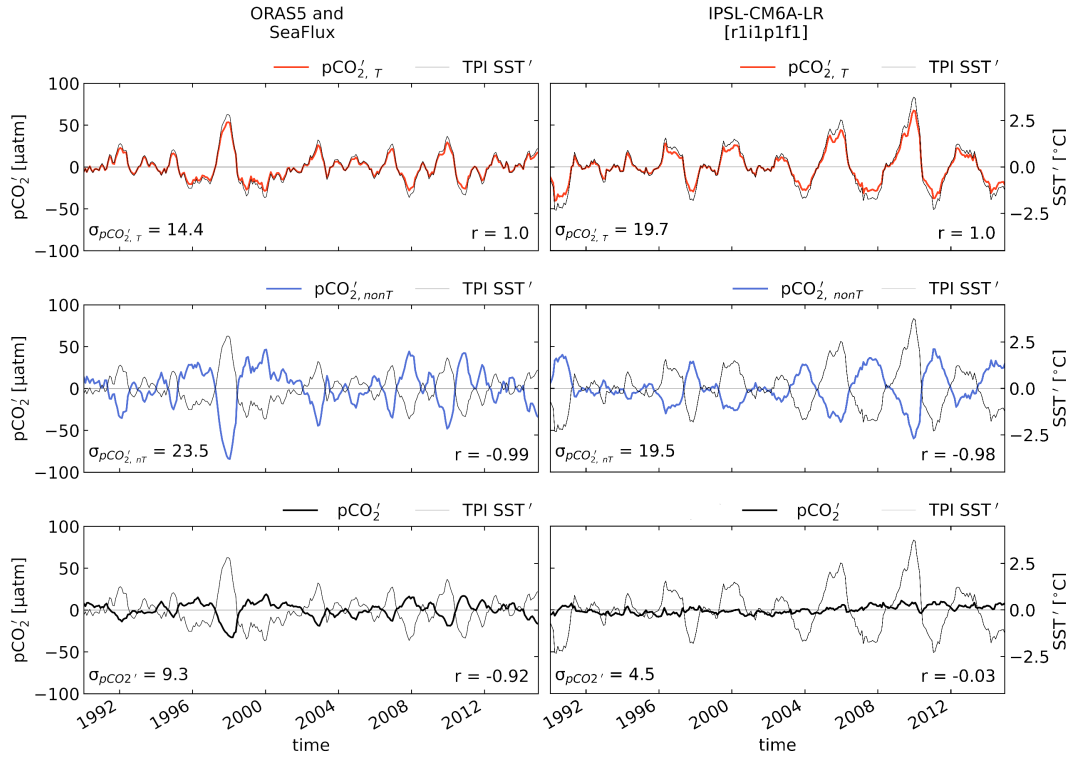 ORAS5 and
SeaFlux
IPSL-CM6A-LR
[r1i1p1f1]
pCO₂′, T TPI SST′
pCO₂′, T TPI SST′
100
50
0
−50
−100
pCO₂′ [µatm]
σpCO₂′, T = 14.4
r = 1.0
σpCO₂′, T = 19.7
r = 1.0
2.5
0.0
−2.5
SST′ [°C]
pCO₂′, nonT TPI SST′
pCO₂′, nonT TPI SST′
100
50
0
−50
−100
pCO₂′ [µatm]
σpCO₂′, nT = 23.5
r = -0.99
σpCO₂′, nT = 19.5
r = -0.98
2.5
0.0
−2.5
SST′ [°C]
pCO₂′ TPI SST′
pCO₂′ TPI SST′
100
50
0
−50
−100
pCO₂′ [µatm]
σpCO2′ = 9.3
r = -0.92
σpCO2′ = 4.5
r = -0.03
2.5
0.0
−2.5
SST′ [°C]
1992 1996 2000 2004 2008 2012
time
1992 1996 2000 2004 2008 2012
time